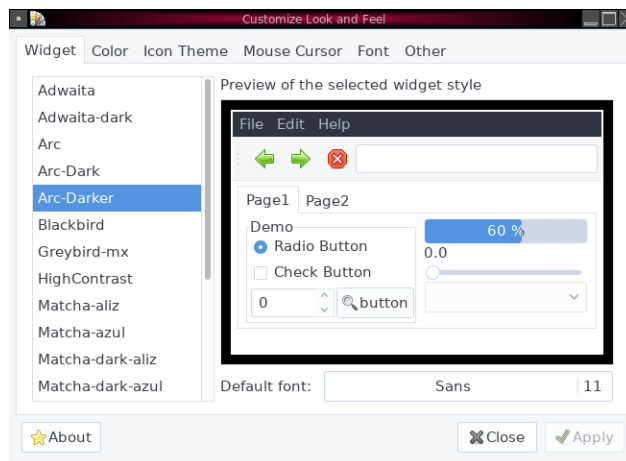 Customize Look and Feel
Widget Color Icon Theme Mouse Cursor Font Other
Adwaita
Adwaita-dark
Arc
Arc-Dark
Arc-Darker
Blackbird
Greybird-mx
HighContrast
Matcha-aliz
Matcha-azul
Matcha-dark-aliz
Matcha-dark-azul
Preview of the selected widget style
File Edit Help
Page1 Page2
Demo
Radio Button
Check Button
0 button
60 %
0.0
Default font: Sans 11
About Close Apply